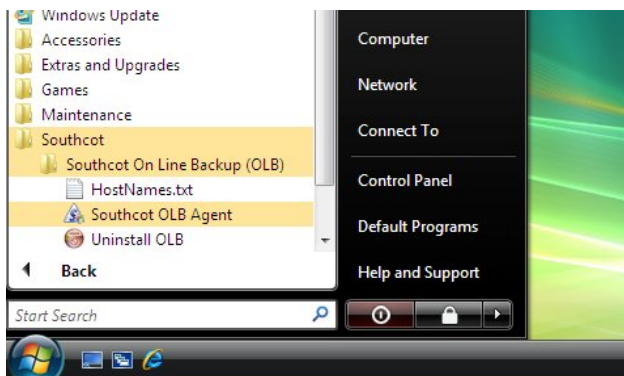 Windows Update
Accessories
Extras and Upgrades
Games
Maintenance
Southcot
Southcot On Line Backup (OLB)
HostNames.txt
Southcot OLB Agent
Uninstall OLB
Back
Start Search
Computer
Network
Connect To
Control Panel
Default Programs
Help and Support